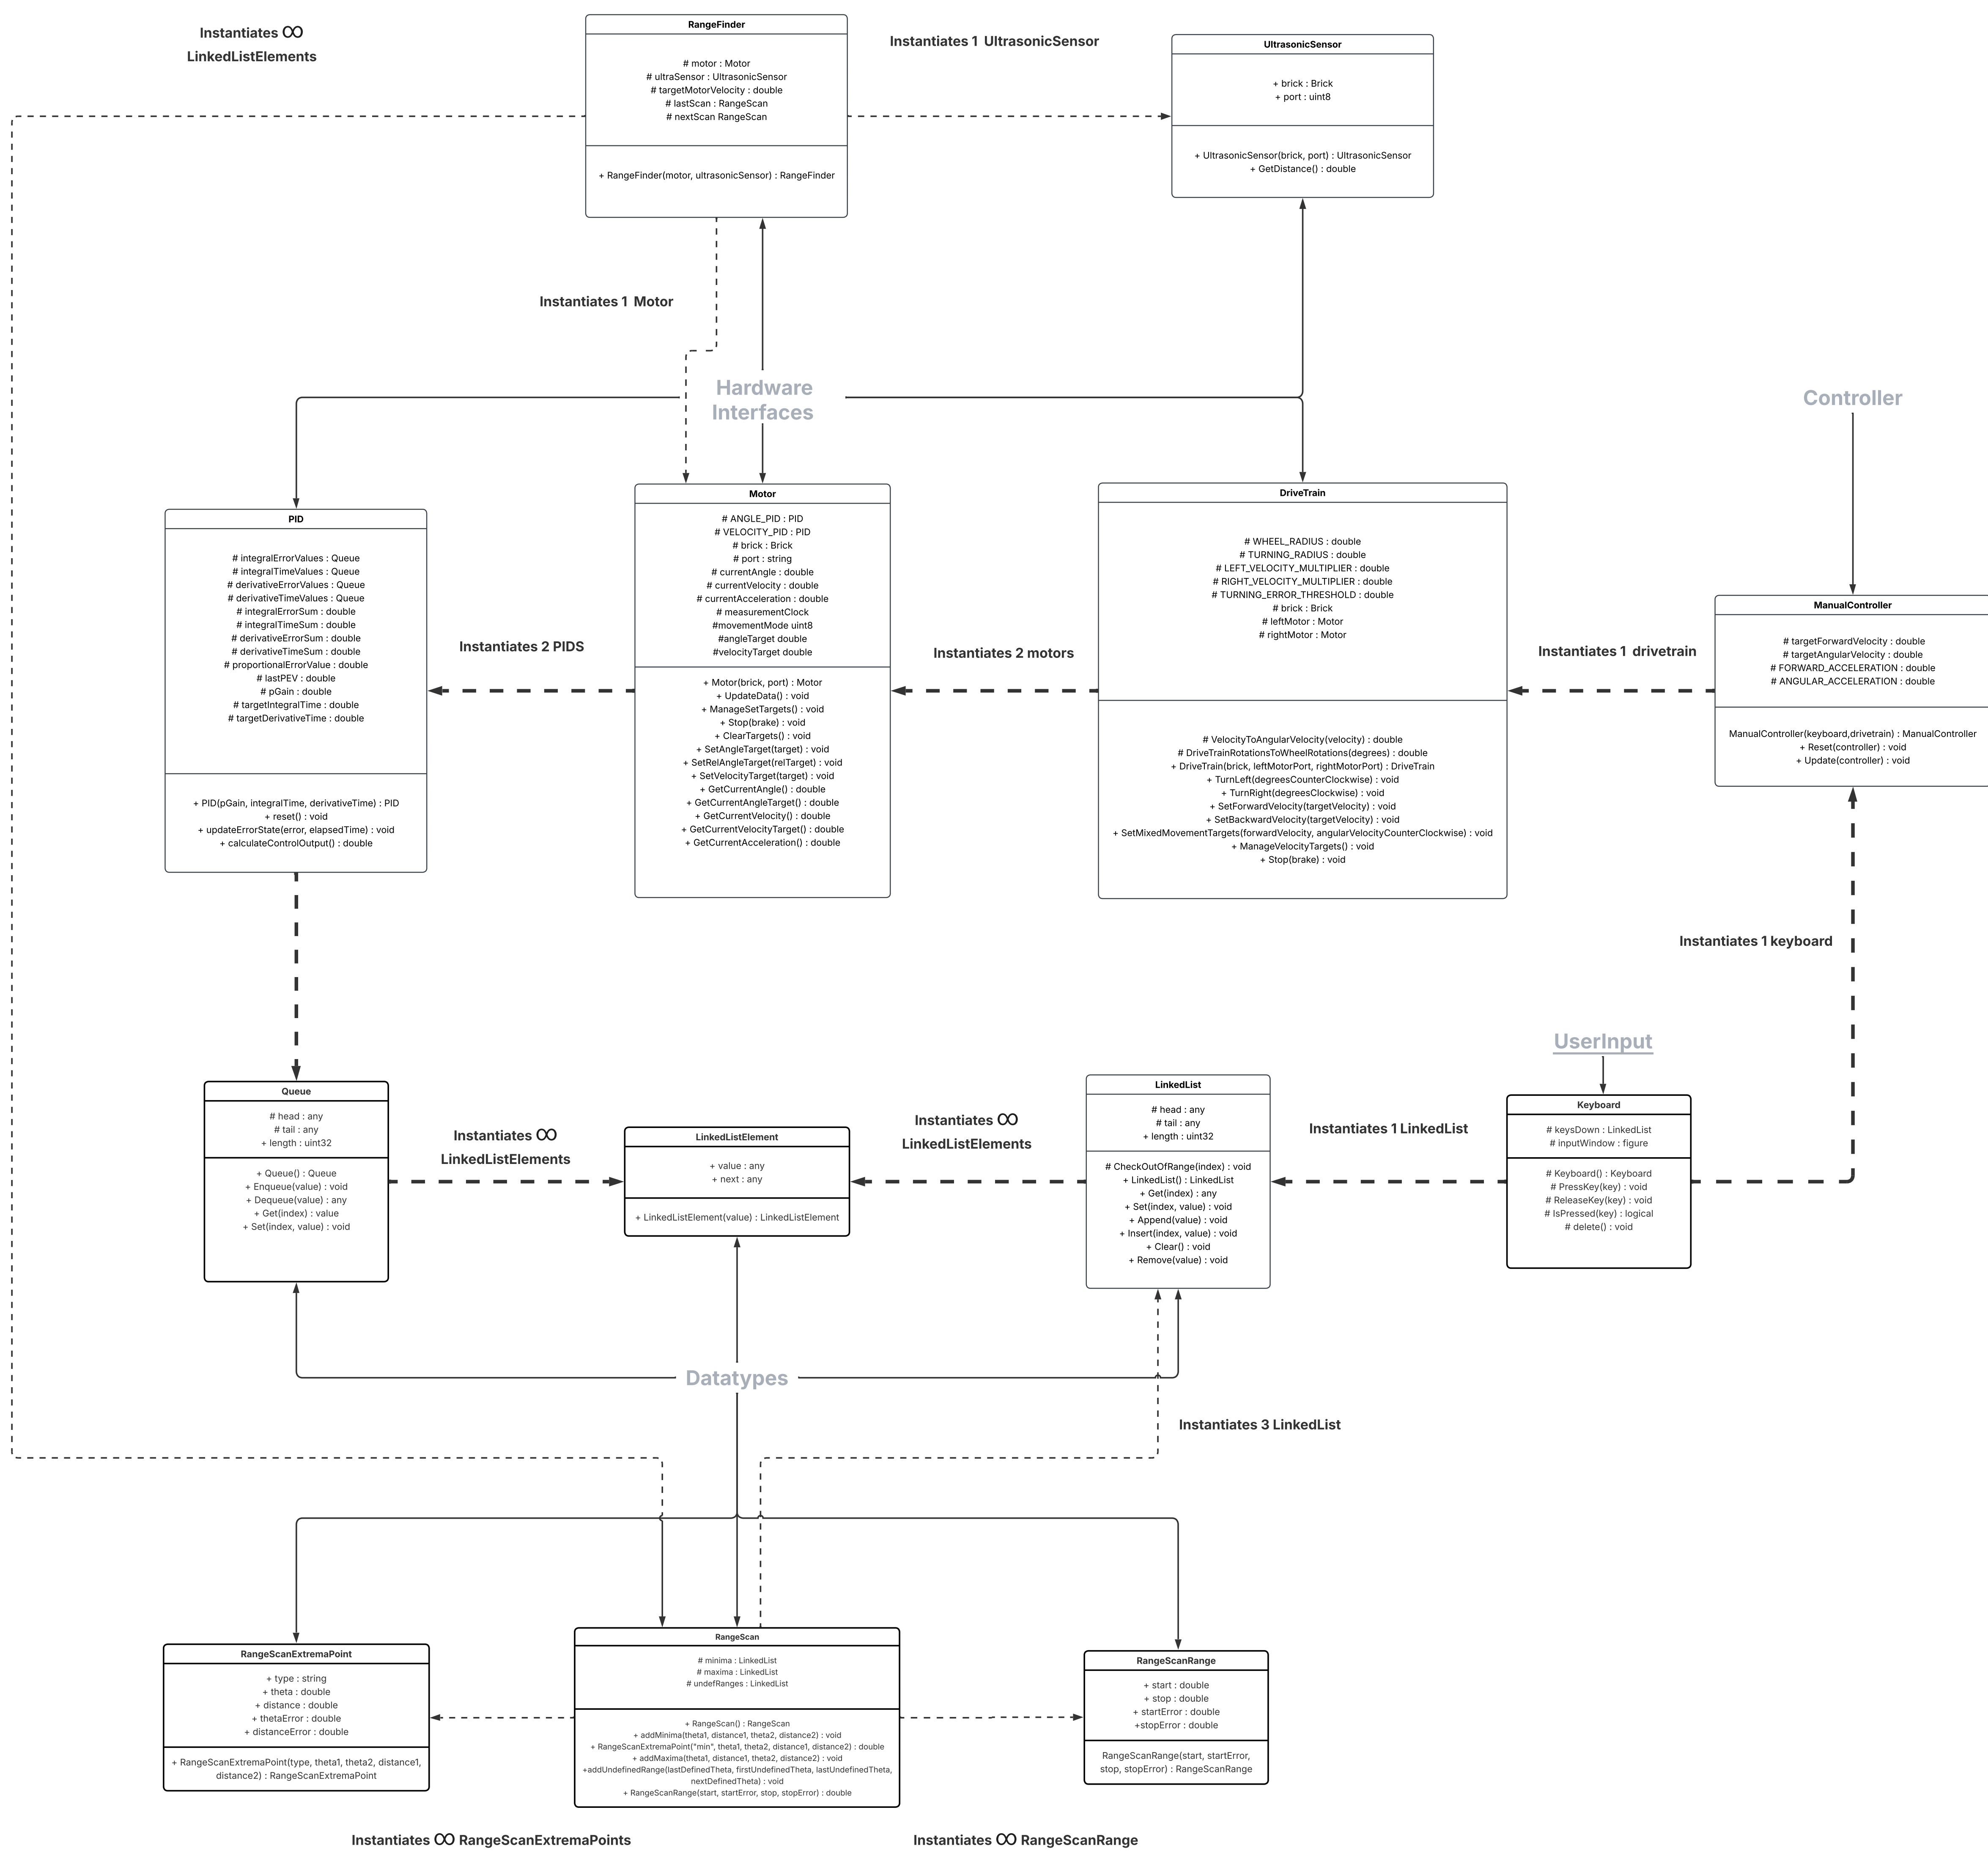 Instantiates ∞
LinkedListElements
RangeFinder
# motor : Motor
# ultraSensor : UltrasonicSensor
# targetMotorVelocity : double
# lastScan : RangeScan
# nextScan RangeScan
+ RangeFinder(motor, ultrasonicSensor) : RangeFinder
Instantiates 1 UltrasonicSensor
UltrasonicSensor
+ brick : Brick
+ port : uint8
+ UltrasonicSensor(brick, port) : UltrasonicSensor
+ GetDistance() : double
Instantiates 1 Motor
Hardware
Interfaces
Controller
PID
# integralErrorValues : Queue
# integralTimeValues : Queue
# derivativeErrorValues : Queue
# derivativeTimeValues : Queue
# integralErrorSum : double
# integralTimeSum : double
# derivativeErrorSum : double
# derivativeTimeSum : double
# proportionalErrorValue : double
# lastPEV : double
# pGain : double
# targetIntegralTime : double
# targetDerivativeTime : double
+ PID(pGain, integralTime, derivativeTime) : PID
+ reset() : void
+ updateErrorState(error, elapsedTime) : void
+ calculateControlOutput() : double
Instantiates 2 PIDS
Motor
# ANGLE_PID : PID
# VELOCITY_PID : PID
# brick : Brick
# port : string
# currentAngle : double
# currentVelocity : double
# currentAcceleration : double
# measurementClock
#movementMode uint8
#angleTarget double
#velocityTarget double
+ Motor(brick, port) : Motor
+ UpdateData() : void
+ ManageSetTargets() : void
+ Stop(brake) : void
+ ClearTargets() : void
+ SetAngleTarget(target) : void
+ SetRelAngleTarget(relTarget) : void
+ SetVelocityTarget(target) : void
+ GetCurrentAngle() : double
+ GetCurrentAngleTarget() : double
+ GetCurrentVelocity() : double
+ GetCurrentVelocityTarget() : double
+ GetCurrentAcceleration() : double
Instantiates 2 motors
DriveTrain
# WHEEL_RADIUS : double
# TURNING_RADIUS : double
# LEFT_VELOCITY_MULTIPLIER : double
# RIGHT_VELOCITY_MULTIPLIER : double
# TURNING_ERROR_THRESHOLD : double
# brick : Brick
# leftMotor : Motor
# rightMotor : Motor
# VelocityToAngularVelocity(velocity) : double
# DriveTrainRotationsToWheelRotations(degrees) : double
+ DriveTrain(brick, leftMotorPort, rightMotorPort) : DriveTrain
+ TurnLeft(degreesCounterClockwise) : void
+ TurnRight(degreesClockwise) : void
+ SetForwardVelocity(targetVelocity) : void
+ SetBackwardVelocity(targetVelocity) : void
+ SetMixedMovementTargets(forwardVelocity, angularVelocityCounterClockwise) : void
+ ManageVelocityTargets() : void
+ Stop(brake) : void
Instantiates 1 drivetrain
ManualController
# targetForwardVelocity : double
# targetAngularVelocity : double
# FORWARD_ACCELERATION : double
# ANGULAR_ACCELERATION : double
ManualController(keyboard,drivetrain) : ManualController
+ Reset(controller) : void
+ Update(controller) : void
Instantiates 1 keyboard
UserInput
Queue
# head : any
# tail : any
+ length : uint32
+ Queue() : Queue
+ Enqueue(value) : void
+ Dequeue(value) : any
+ Get(index) : value
+ Set(index, value) : void
Instantiates ∞
LinkedListElements
LinkedListElement
+ value : any
+ next : any
+ LinkedListElement(value) : LinkedListElement
Instantiates ∞
LinkedListElements
LinkedList
# head : any
# tail : any
+ length : uint32
# CheckOutOfRange(index) : void
+ LinkedList() : LinkedList
+ Get(index) : any
+ Set(index, value) : void
+ Append(value) : void
+ Insert(index, value) : void
+ Clear() : void
+ Remove(value) : void
Instantiates 1 LinkedList
Keyboard
# keysDown : LinkedList
# inputWindow : figure
# Keyboard() : Keyboard
# PressKey(key) : void
# ReleaseKey(key) : void
# IsPressed(key) : logical
# delete() : void
Datatypes
Instantiates 3 LinkedList
RangeScanExtremaPoint
+ type : string
+ theta : double
+ distance : double
+ thetaError : double
+ distanceError : double
+ RangeScanExtremaPoint(type, theta1, theta2, distance1,
distance2) : RangeScanExtremaPoint
RangeScan
# minima : LinkedList
# maxima : LinkedList
# undefRanges : LinkedList
+ RangeScan() : RangeScan
+ addMinima(theta1, distance1, theta2, distance2) : void
+ RangeScanExtremaPoint("min", theta1, theta2, distance1, distance2) : double
+ addMaxima(theta1, distance1, theta2, distance2) : void
+addUndefinedRange(lastDefinedTheta, firstUndefinedTheta, lastUndefinedTheta,
nextDefinedTheta) : void
+ RangeScanRange(start, startError, stop, stopError) : double
RangeScanRange
+ start : double
+ stop : double
+ startError : double
+stopError : double
RangeScanRange(start, startError,
stop, stopError) : RangeScanRange
Instantiates ∞ RangeScanExtremaPoints
Instantiates ∞ RangeScanRange